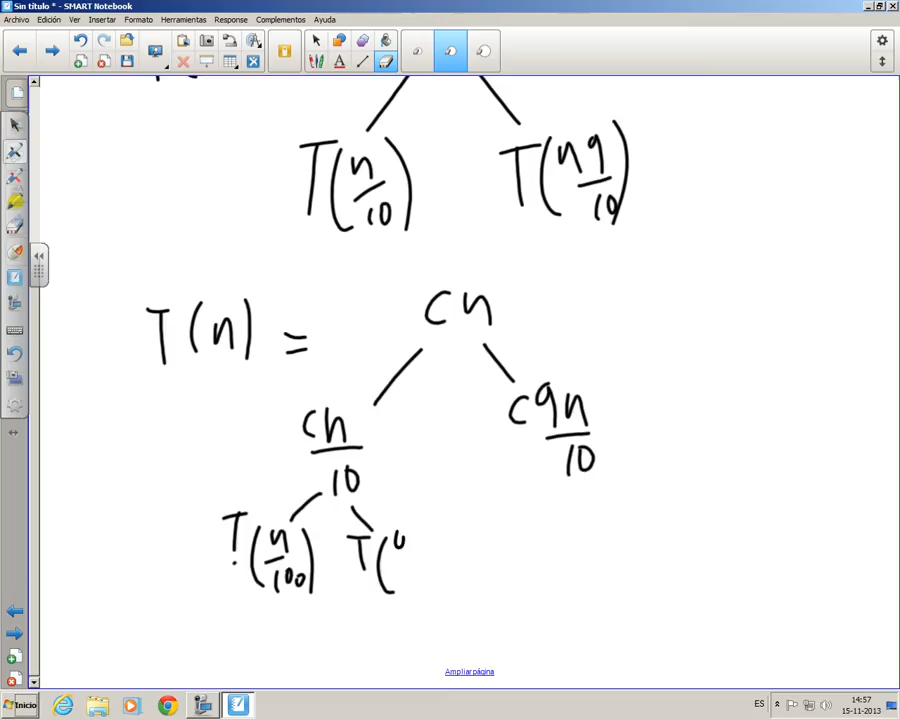 Sin título * - SMART Notebook
Archivo Edición Ver Insertar Formato Herramientas Response Complementos Ayuda
T(n/10) T(n9/10)
cn
T(n) =
cn/10 c9n/10
T(n/100) T(
Ampliar página
Inicio ES 14:57
15-11-2013